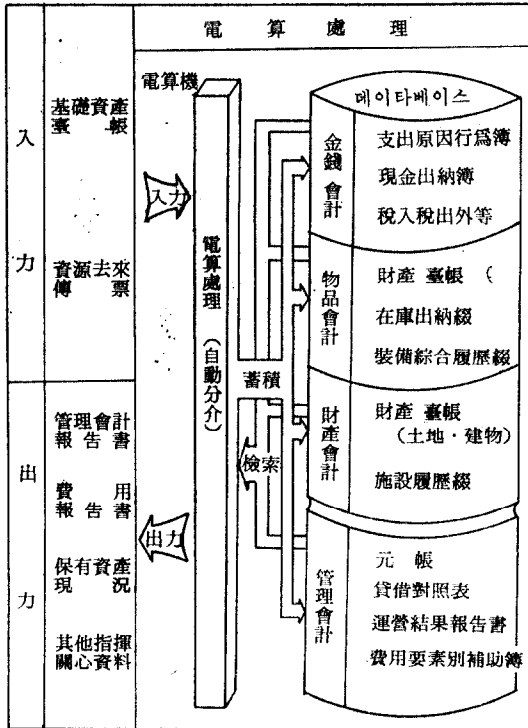 電算處理
入力
基礎資產
臺帳
資源去來
傳票
出力
管理會計
報告書
費用
報告書
保有資產
現況
其他指揮
關心資料
電算機
入力
出力
電算處理
(自動分介)
蓄積
檢索
데이타베이스
金錢會計
支出原因行爲簿
現金出納簿
稅入稅出外等
物品會計
財產 臺帳 (
在庫出納綴
裝備綜合履歷綴
財產會計
財產 臺帳
(土地·建物)
施設履歷綴
管理會計
元帳
貸借對照表
運營結果報告書
費用要素別補助簿